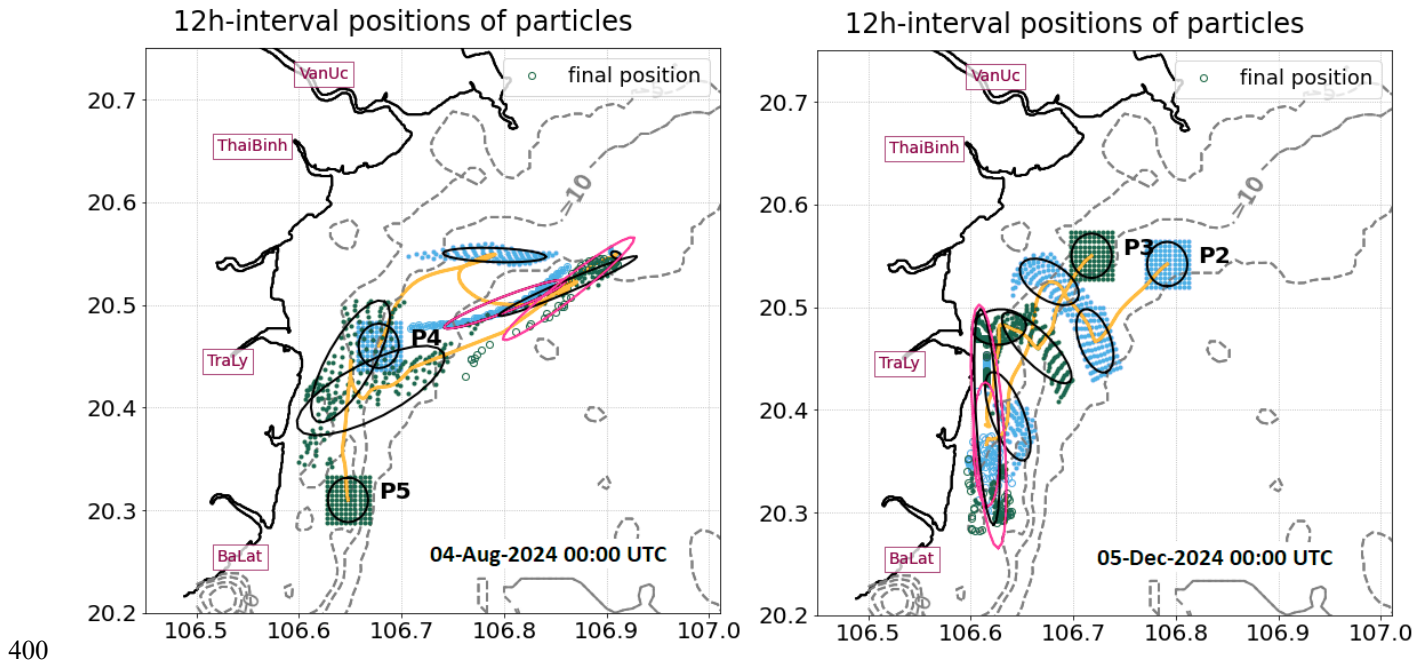 12h-interval positions of particles
final position
VanUc
ThaiBinh
TraLy
BaLat
-10
P4
P5
04-Aug-2024 00:00 UTC
20.7
20.6
20.5
20.4
20.3
20.2
106.5 106.6 106.7 106.8 106.9 107.0
12h-interval positions of particles
final position
VanUc
ThaiBinh
TraLy
BaLat
-10
P3
P2
05-Dec-2024 00:00 UTC
20.7
20.6
20.5
20.4
20.3
20.2
106.5 106.6 106.7 106.8 106.9 107.0
400